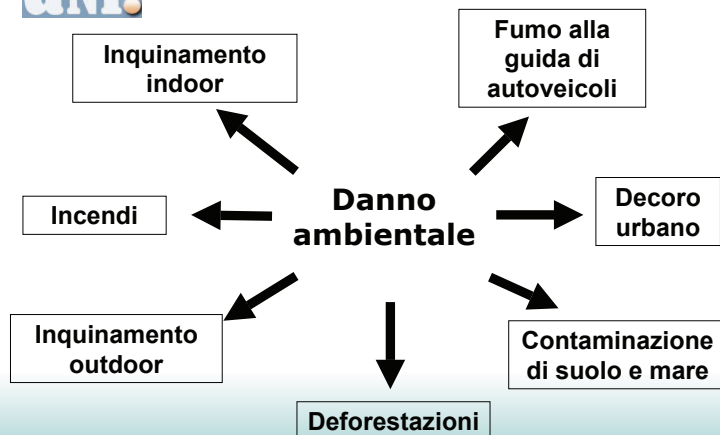 Inquinamento
indoor
Fumo alla
guida di
autoveicoli
Incendi
Danno
ambientale
Decoro
urbano
Inquinamento
outdoor
Contaminazione
di suolo e mare
Deforestazioni